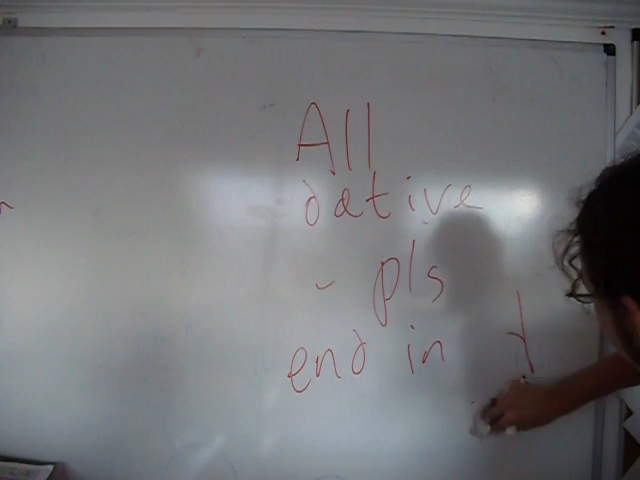 All
dative
- pls
end in